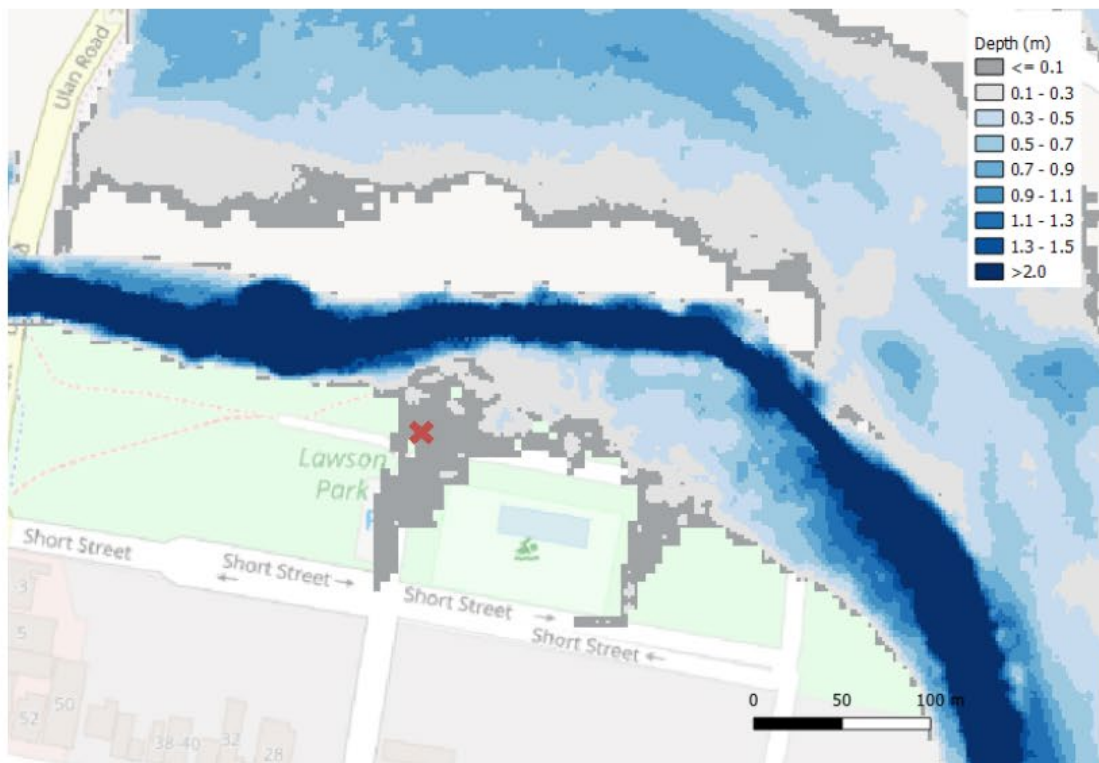 Ulan Road
Depth (m)
<= 0.1
0.1 - 0.3
0.3 - 0.5
0.5 - 0.7
0.7 - 0.9
0.9 - 1.1
1.1 - 1.3
1.3 - 1.5
>2.0
Lawson
Park
P
Short Street
Short Street
Short Street
Short Street
3
5
52
50
38-40
32
28
0 50 100 m